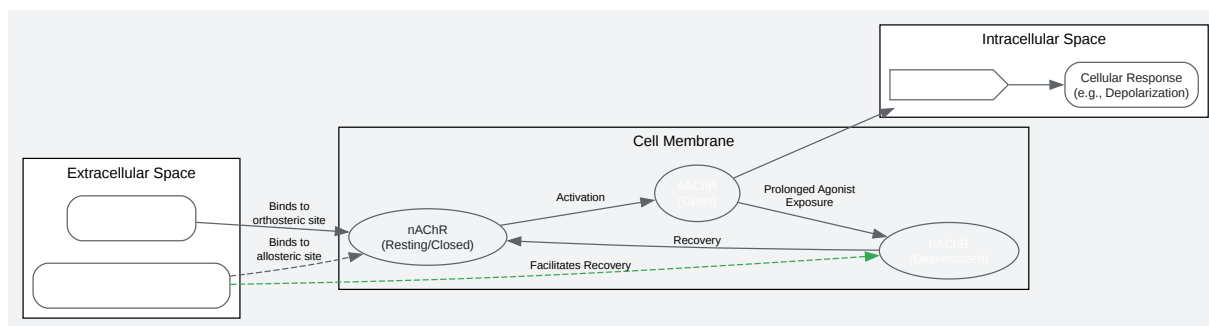 Intracellular Space
Cellular Response
(e.g., Depolarization)
Cell Membrane
Extracellular Space
nAChR
(Open)
Prolonged Agonist
Exposure
Activation
Binds to
orthosteric site
nAChR
(Resting/Closed)
Binds to
allosteric site
Recovery
nAChR
(Desensitized)
Facilitates Recovery